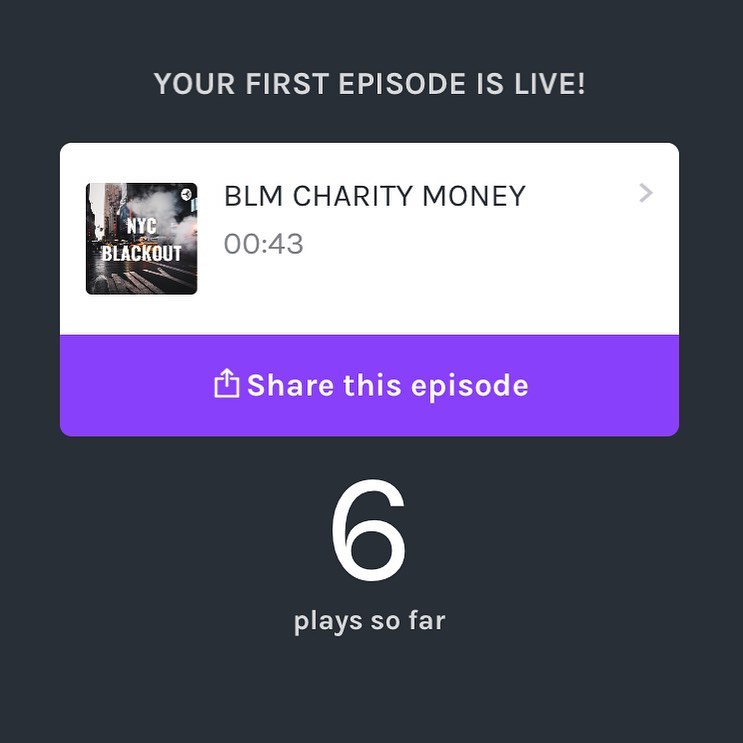 YOUR FIRST EPISODE IS LIVE!
NYC
BLACKOUT
BLM CHARITY MONEY
00:43
Share this episode
6
plays so far